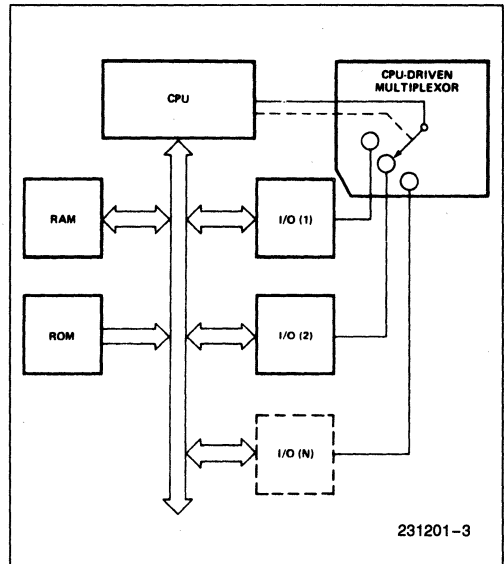 CPU
CPU-DRIVEN
MULTIPLEXOR
RAM
I/O (1)
ROM
I/O (2)
I/O (N)
231201-3